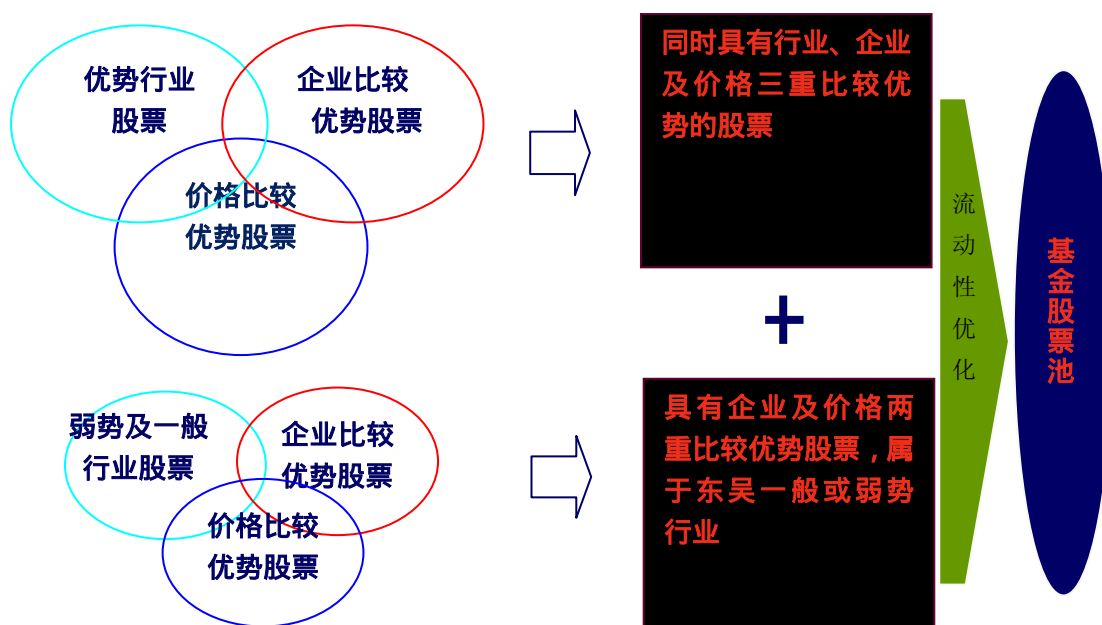 优势行业
股票
企业比较
优势股票
价格比较
优势股票
同时具有行业、企业
及价格三重比较优
势的股票
+
弱势及一般
行业股票
企业比较
优势股票
价格比较
优势股票
具有企业及价格两
重比较优势股票，属
于东吴一般或弱势
行业
流
动
性
优
化
基
金
股
票
池